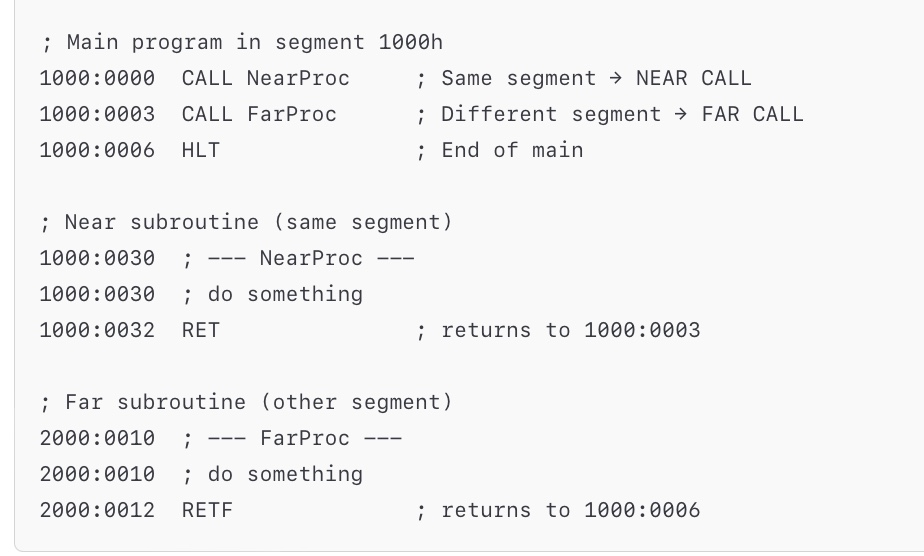 ; Main program in segment 1000h
1000:0000  CALL NearProc     ; Same segment → NEAR CALL
1000:0003  CALL FarProc      ; Different segment → FAR CALL
1000:0006  HLT               ; End of main
; Near subroutine (same segment)
1000:0030  ; --- NearProc ---
1000:0030  ; do something
1000:0032  RET               ; returns to 1000:0003
; Far subroutine (other segment)
2000:0010  ; --- FarProc ---
2000:0010  ; do something
2000:0012  RETF              ; returns to 1000:0006